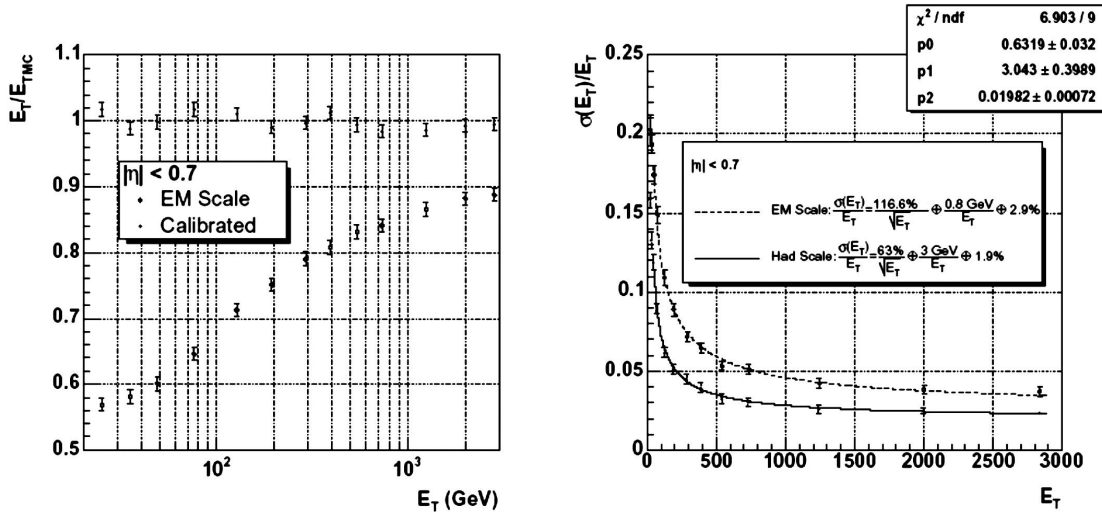 E_T/E_TMC
1.1
1
0.9
0.8
0.7
0.6
0.5
|η| < 0.7
EM Scale
Calibrated
10²
10³
E_T (GeV)
χ² / ndf 6.903 / 9
p0 0.6319 ± 0.032
p1 3.043 ± 0.3989
p2 0.01982 ± 0.00072
σ(E_T)/E_T
0.25
0.2
0.15
0.1
0.05
0
|η| < 0.7
EM Scale: σ(E_T)/E_T = 116.6%/√E_T ⊕ 0.8 GeV/E_T ⊕ 2.9%
Had Scale: σ(E_T)/E_T = 63%/√E_T ⊕ 3 GeV/E_T ⊕ 1.9%
0 500 1000 1500 2000 2500 3000
E_T